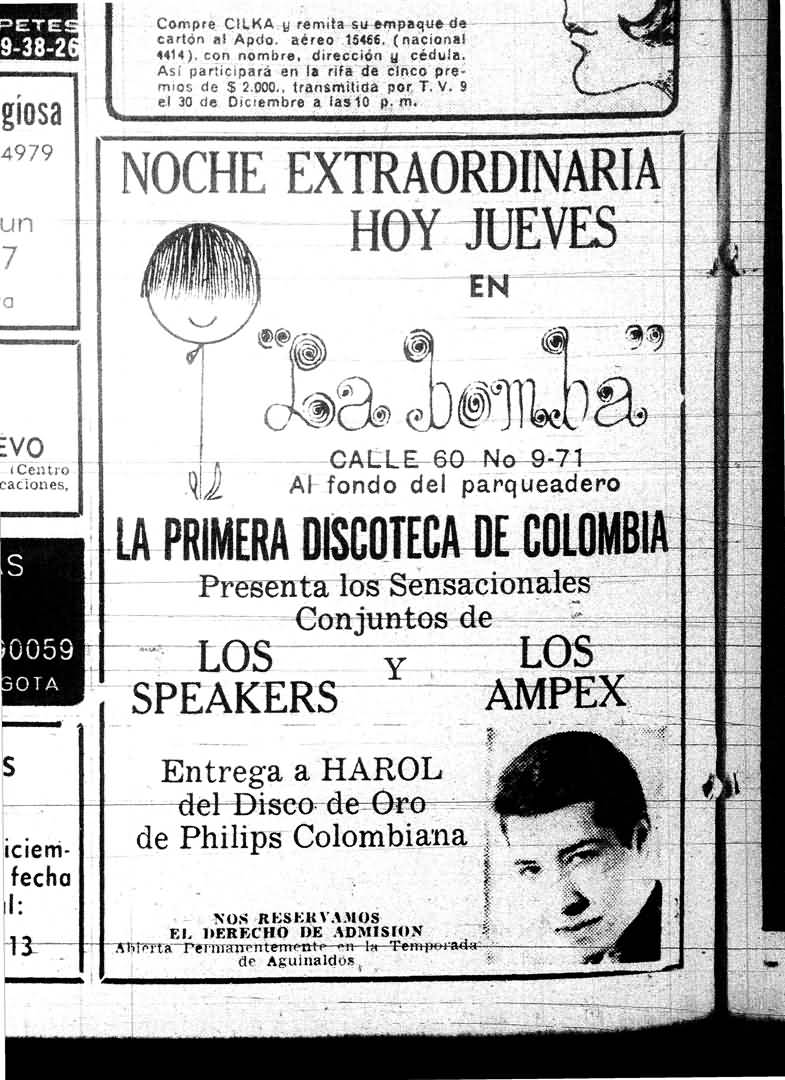 PETES
9-38-26
giosa
4979
un
7
a
EVO
(Centro
caciones,
S
90059
GOTA
S
iciem-
fecha
l:
13
Compre CILKA y remita su empaque de
cartón al Apdo. aéreo 15466, (nacional
4414), con nombre, dirección y cédula.
Así participará en la rifa de cinco pre-
mios de $ 2.000., transmitida por T. V. 9
el 30 de Diciembre a las 10 p. m.
NOCHE EXTRAORDINARIA
HOY JUEVES
EN
"La bomba"
CALLE 60 No 9-71
Al fondo del parqueadero
LA PRIMERA DISCOTECA DE COLOMBIA
Presenta los Sensacionales
Conjuntos de
LOS SPEAKERS Y LOS AMPEX
Entrega a HAROL
del Disco de Oro
de Philips Colombiana
NOS RESERVAMOS
EL DERECHO DE ADMISION
Abierta Permanentemente en la Temporada
de Aguinaldos